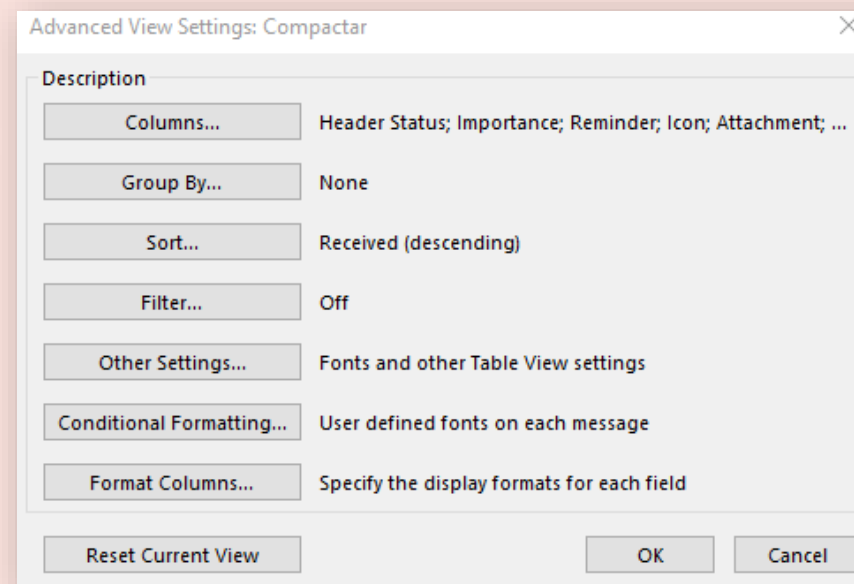 Advanced View Settings: Compactar
Description
Columns... Header Status; Importance; Reminder; Icon; Attachment; ...
Group By... None
Sort... Received (descending)
Filter... Off
Other Settings... Fonts and other Table View settings
Conditional Formatting... User defined fonts on each message
Format Columns... Specify the display formats for each field
Reset Current View OK Cancel